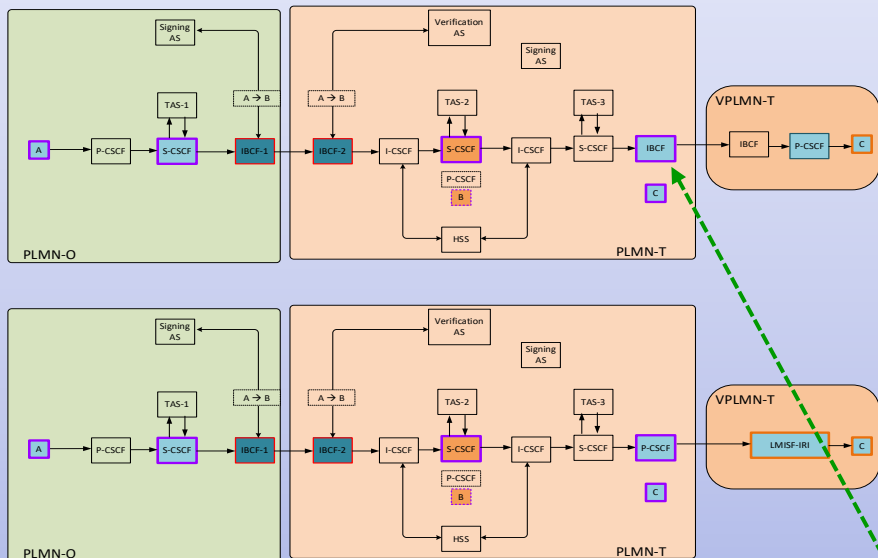 Signing
AS
Verification
AS
Signing
AS
TAS-1
A → B
A → B
TAS-2
TAS-3
VPLMN-T
A
P-CSCF
S-CSCF
IBCF-1
IBCF-2
I-CSCF
S-CSCF
I-CSCF
S-CSCF
IBCF
IBCF
P-CSCF
C
P-CSCF
B
C
HSS
PLMN-O
PLMN-T
Signing
AS
Verification
AS
Signing
AS
TAS-1
A → B
A → B
TAS-2
TAS-3
VPLMN-T
A
P-CSCF
S-CSCF
IBCF-1
IBCF-2
I-CSCF
S-CSCF
I-CSCF
S-CSCF
P-CSCF
LMISF-IRI
C
P-CSCF
B
C
HSS
PLMN-O
PLMN-T